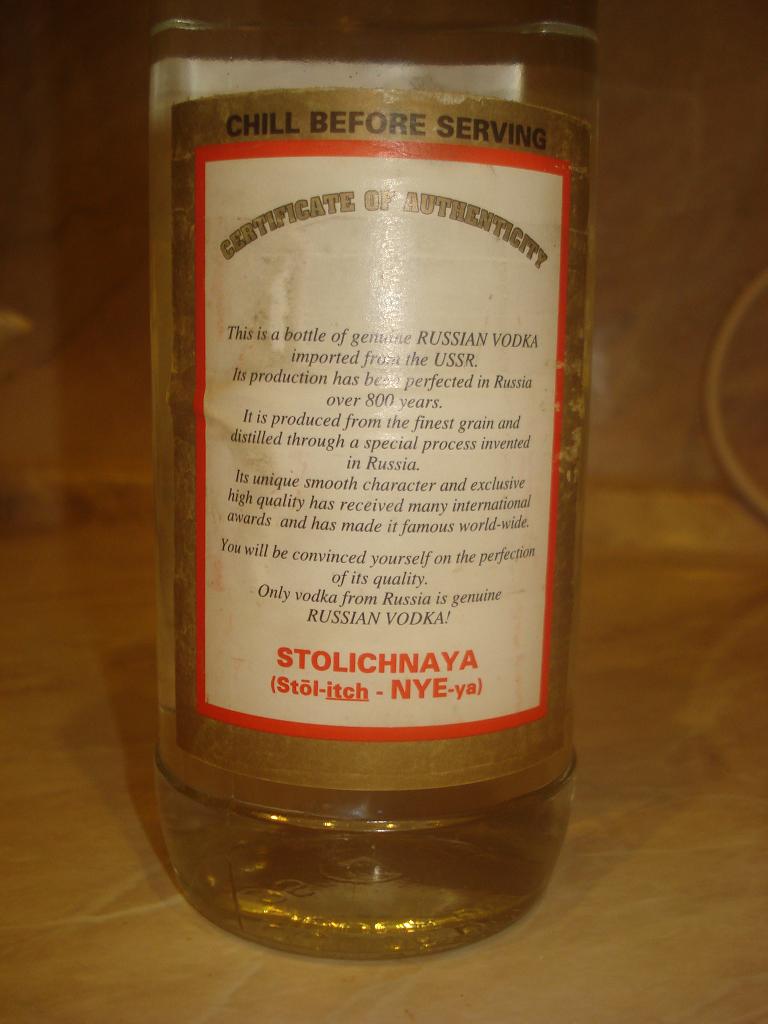 CHILL BEFORE SERVING
CERTIFICATE OF AUTHENTICITY
This is a bottle of genuine RUSSIAN VODKA
imported from the USSR.
Its production has been perfected in Russia
over 800 years.
It is produced from the finest grain and
distilled through a special process invented
in Russia.
Its unique smooth character and exclusive
high quality has received many international
awards and has made it famous world-wide.
You will be convinced yourself on the perfection
of its quality.
Only vodka from Russia is genuine
RUSSIAN VODKA!
STOLICHNAYA
(Stōl-itch - NYE-ya)